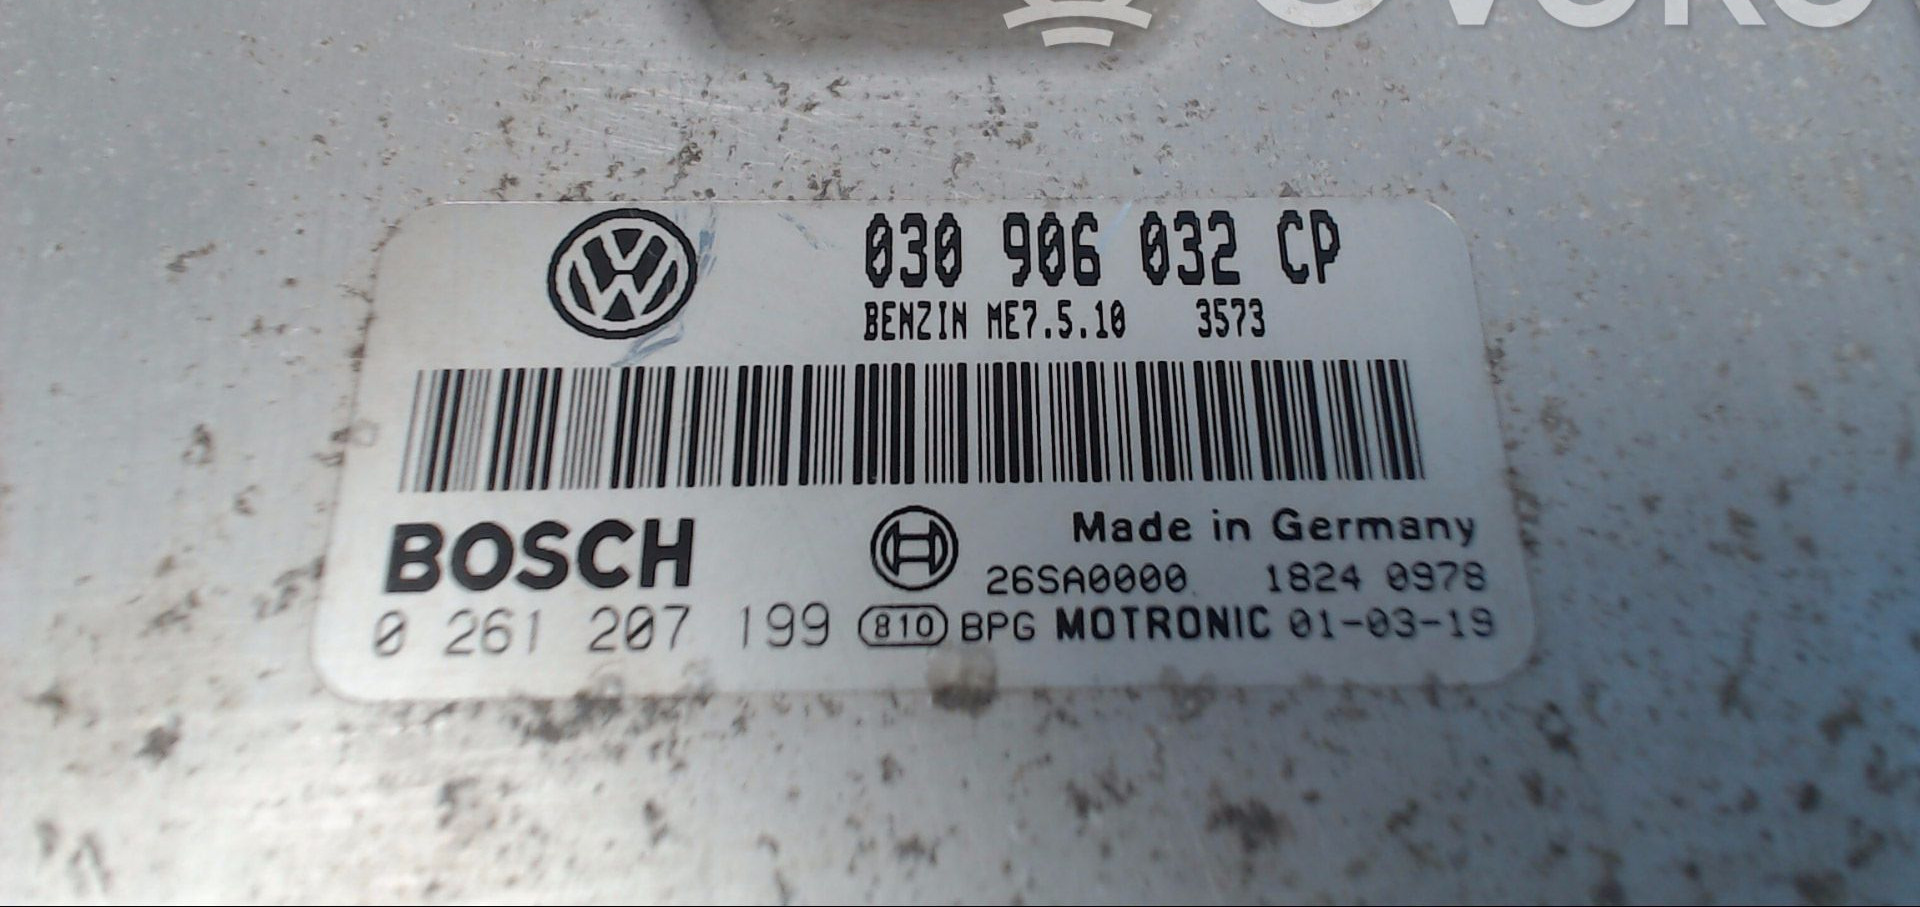 030 906 032 CP
BENZIN ME7.5.10 3573
BOSCH
Made in Germany
26SA0000 1824 0978
0 261 207 199 810 BPG MOTRONIC 01-03-19